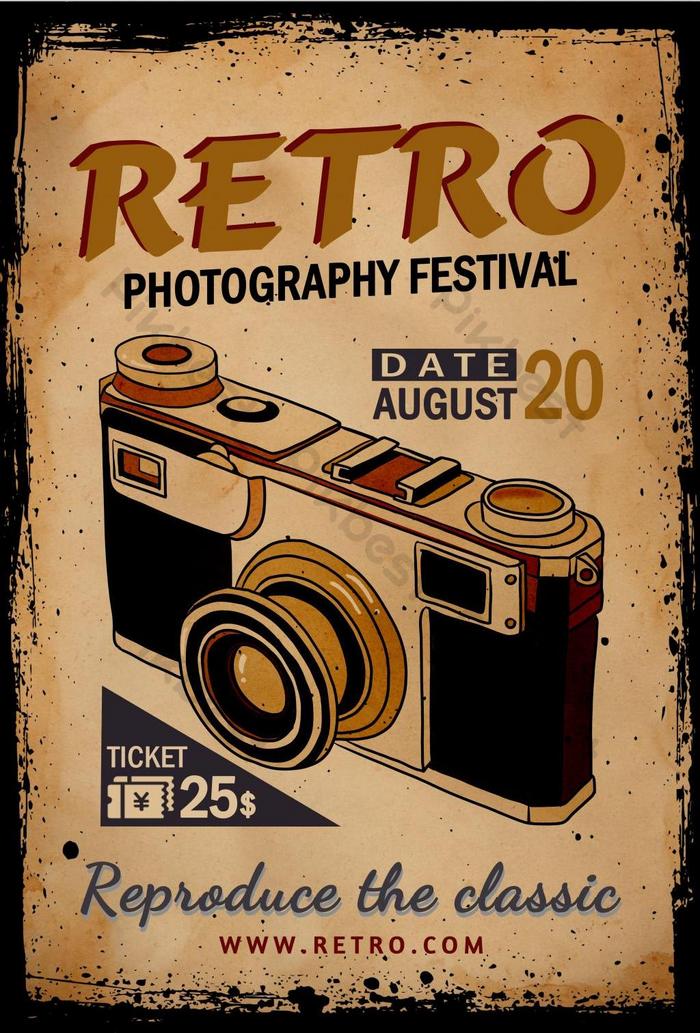 RETRO
PHOTOGRAPHY FESTIVAL
DATE
AUGUST 20
TICKET
¥ 25$
Reproduce the classic
WWW.RETRO.COM